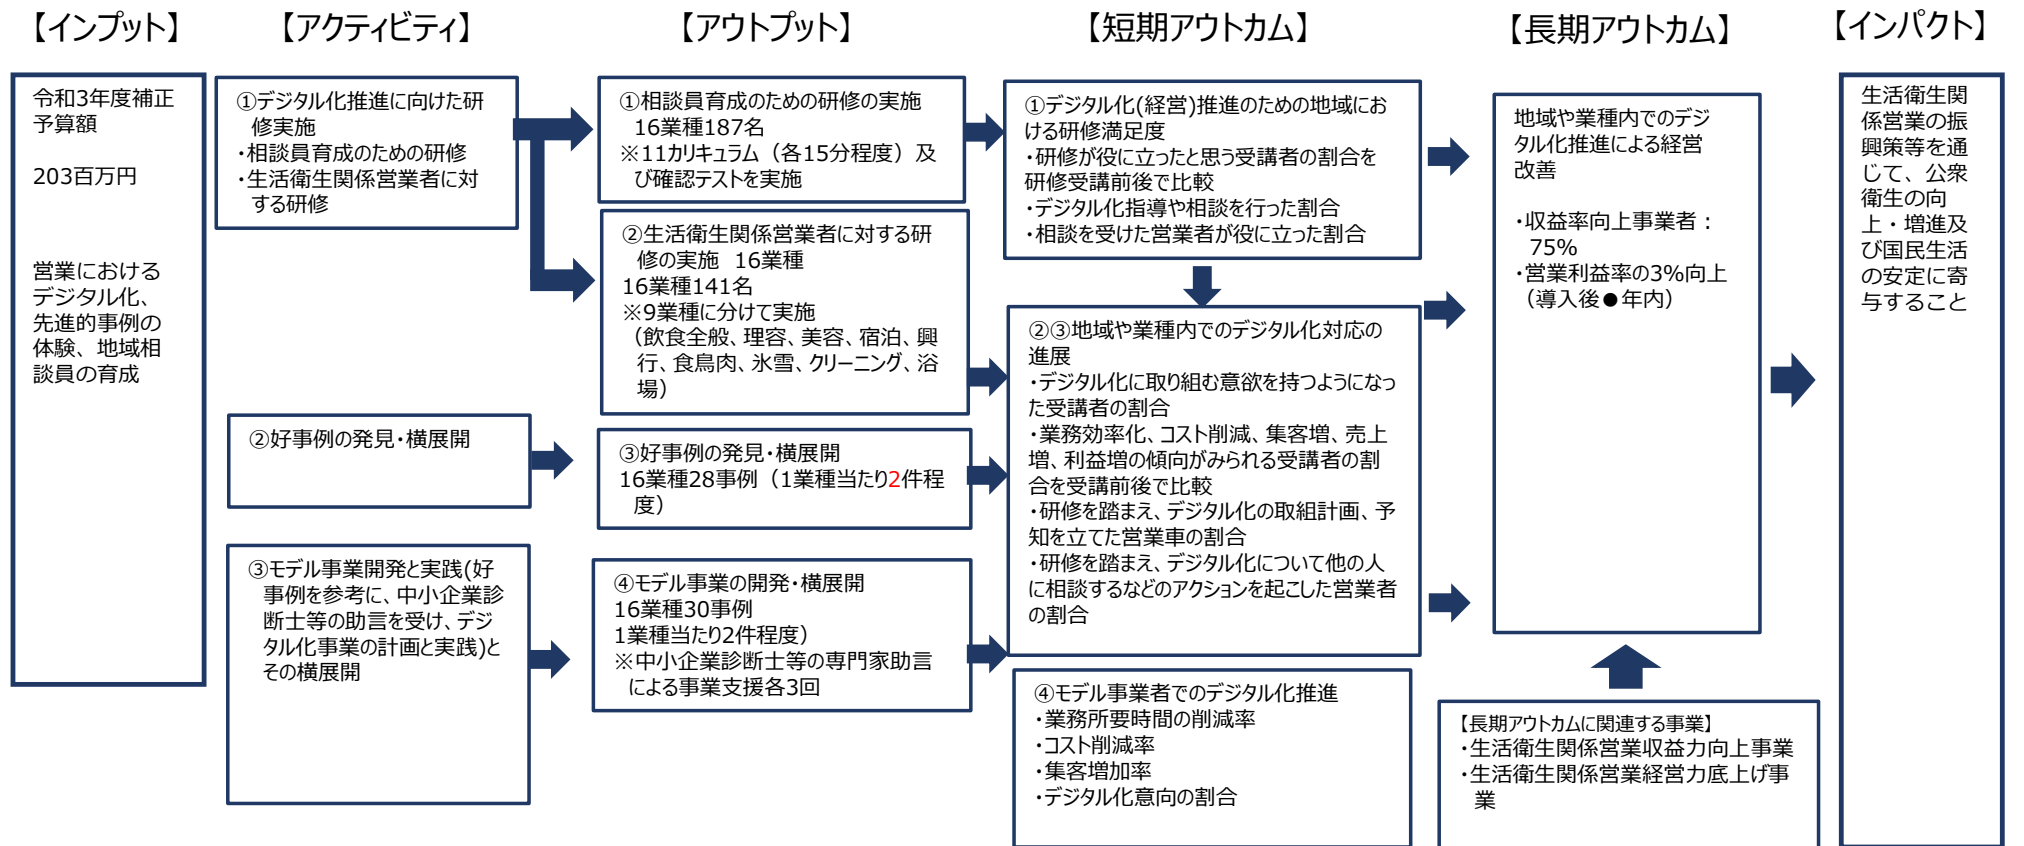 【インプット】
【アクティビティ】
【アウトプット】
【短期アウトカム】
【長期アウトカム】
【インパクト】
令和3年度補正
予算額
203百万円
営業における
デジタル化、
先進的事例の
体験、地域相
談員の育成
①デジタル化推進に向けた研
修実施
・相談員育成のための研修
・生活衛生関係営業者に対
する研修
②好事例の発見・横展開
③モデル事業開発と実践(好
事例を参考に、中小企業診
断士等の助言を受け、デジ
タル化事業の計画と実践)と
その横展開
①相談員育成のための研修の実施
16業種187名
※11カリキュラム（各15分程度）及
び確認テストを実施
②生活衛生関係営業者に対する研
修の実施 16業種
16業種141名
※9業種に分けて実施
（飲食全般、理容、美容、宿泊、興
行、食鳥肉、氷雪、クリーニング、浴
場）
③好事例の発見・横展開
16業種28事例（1業種当たり2件程
度）
④モデル事業の開発・横展開
16業種30事例
1業種当たり2件程度）
※中小企業診断士等の専門家助言
による事業支援各3回
①デジタル化(経営)推進のための地域にお
ける研修満足度
・研修が役に立ったと思う受講者の割合を
研修受講前後で比較
・デジタル化指導や相談を行った割合
・相談を受けた営業者が役に立った割合
②③地域や業種内でのデジタル化対応の
進展
・デジタル化に取り組む意欲を持つようになっ
た受講者の割合
・業務効率化、コスト削減、集客増、売上
増、利益増の傾向がみられる受講者の割
合を受講前後で比較
・研修を踏まえ、デジタル化の取組計画、予
知を立てた営業車の割合
・研修を踏まえ、デジタル化について他の人
に相談するなどのアクションを起こした営業者
の割合
④モデル事業者でのデジタル化推進
・業務所要時間の削減率
・コスト削減率
・集客増加率
・デジタル化意向の割合
地域や業種内でのデジ
タル化推進による経営
改善
・収益率向上事業者：
75%
・営業利益率の3%向上
（導入後●年内）
【長期アウトカムに関連する事業】
・生活衛生関係営業収益力向上事業
・生活衛生関係営業経営力底上げ事
業
生活衛生関
係営業の振
興策等を通
じて、公衆
衛生の向
上・増進及
び国民生活
の安定に寄
与すること